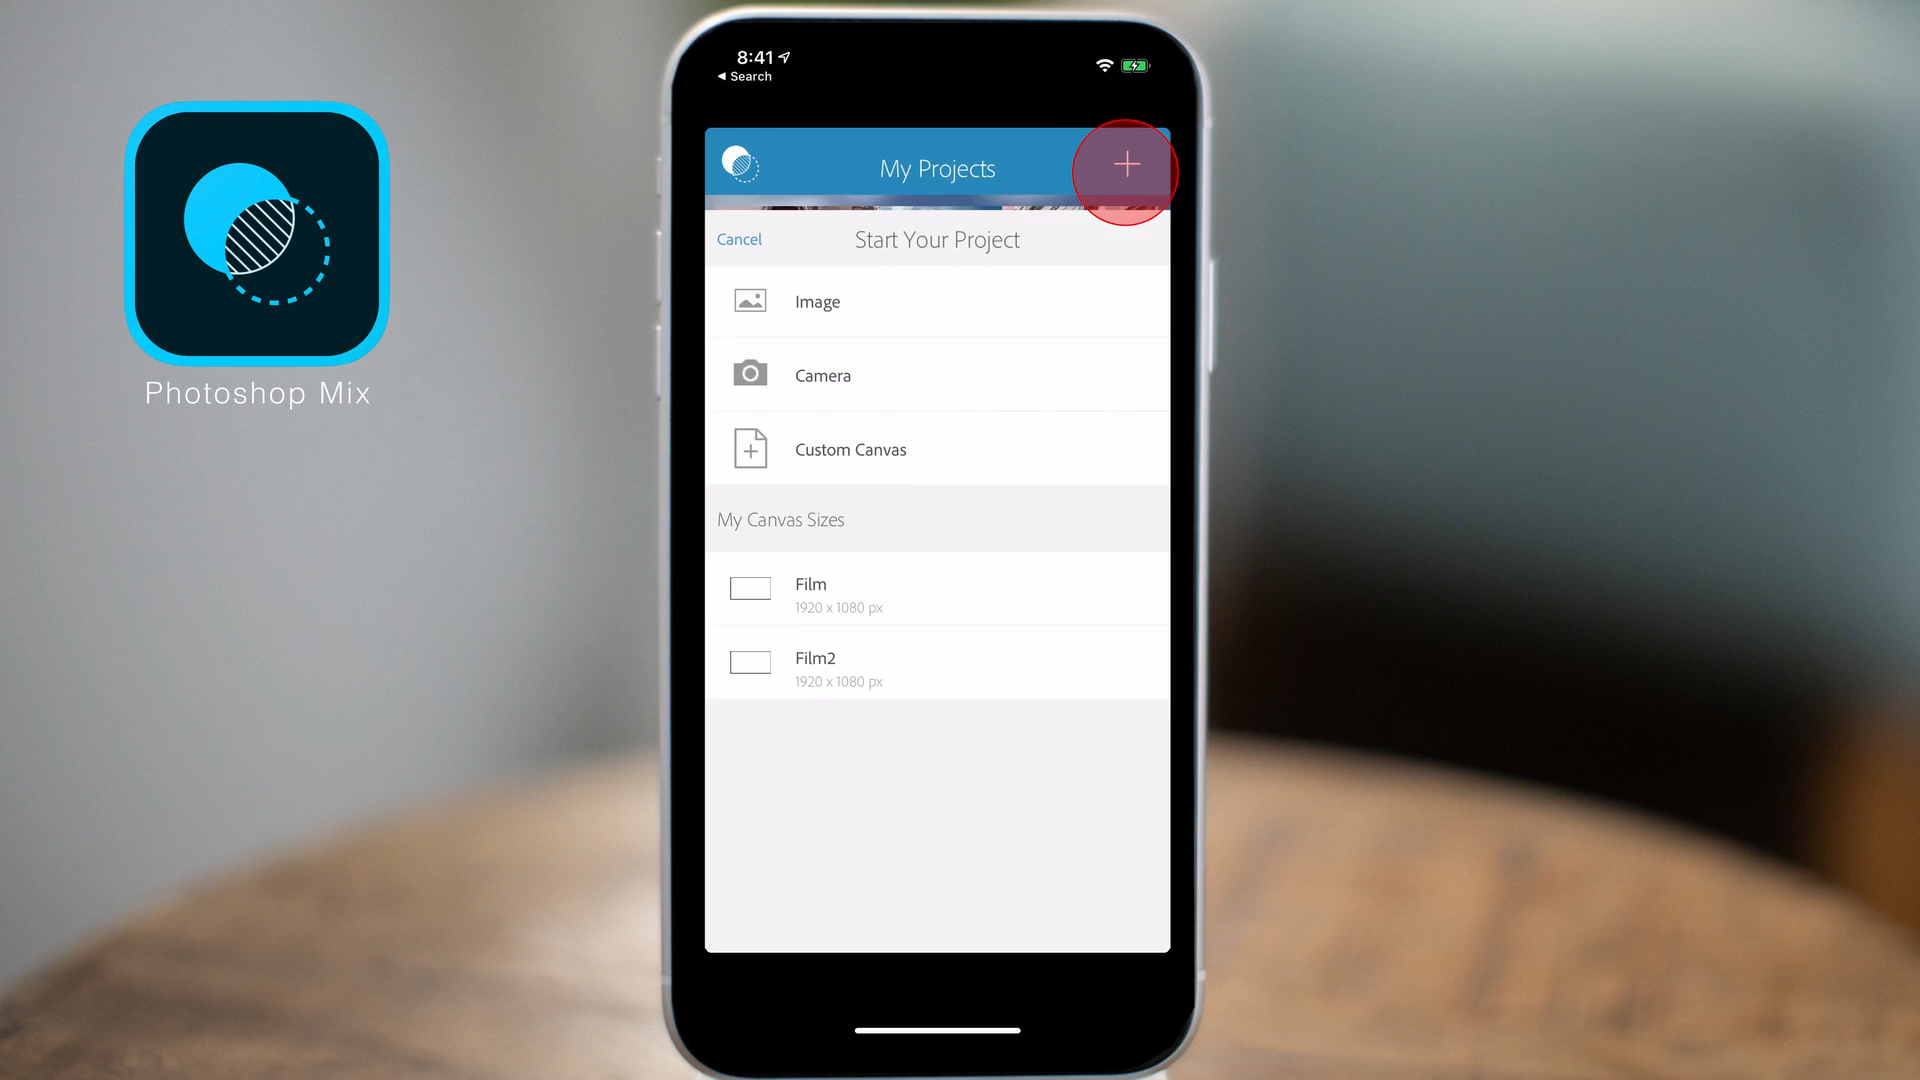 8:41
Search
My Projects
Cancel
Start Your Project
Image
Camera
Custom Canvas
My Canvas Sizes
Film
1920 x 1080 px
Film2
1920 x 1080 px
Photoshop Mix